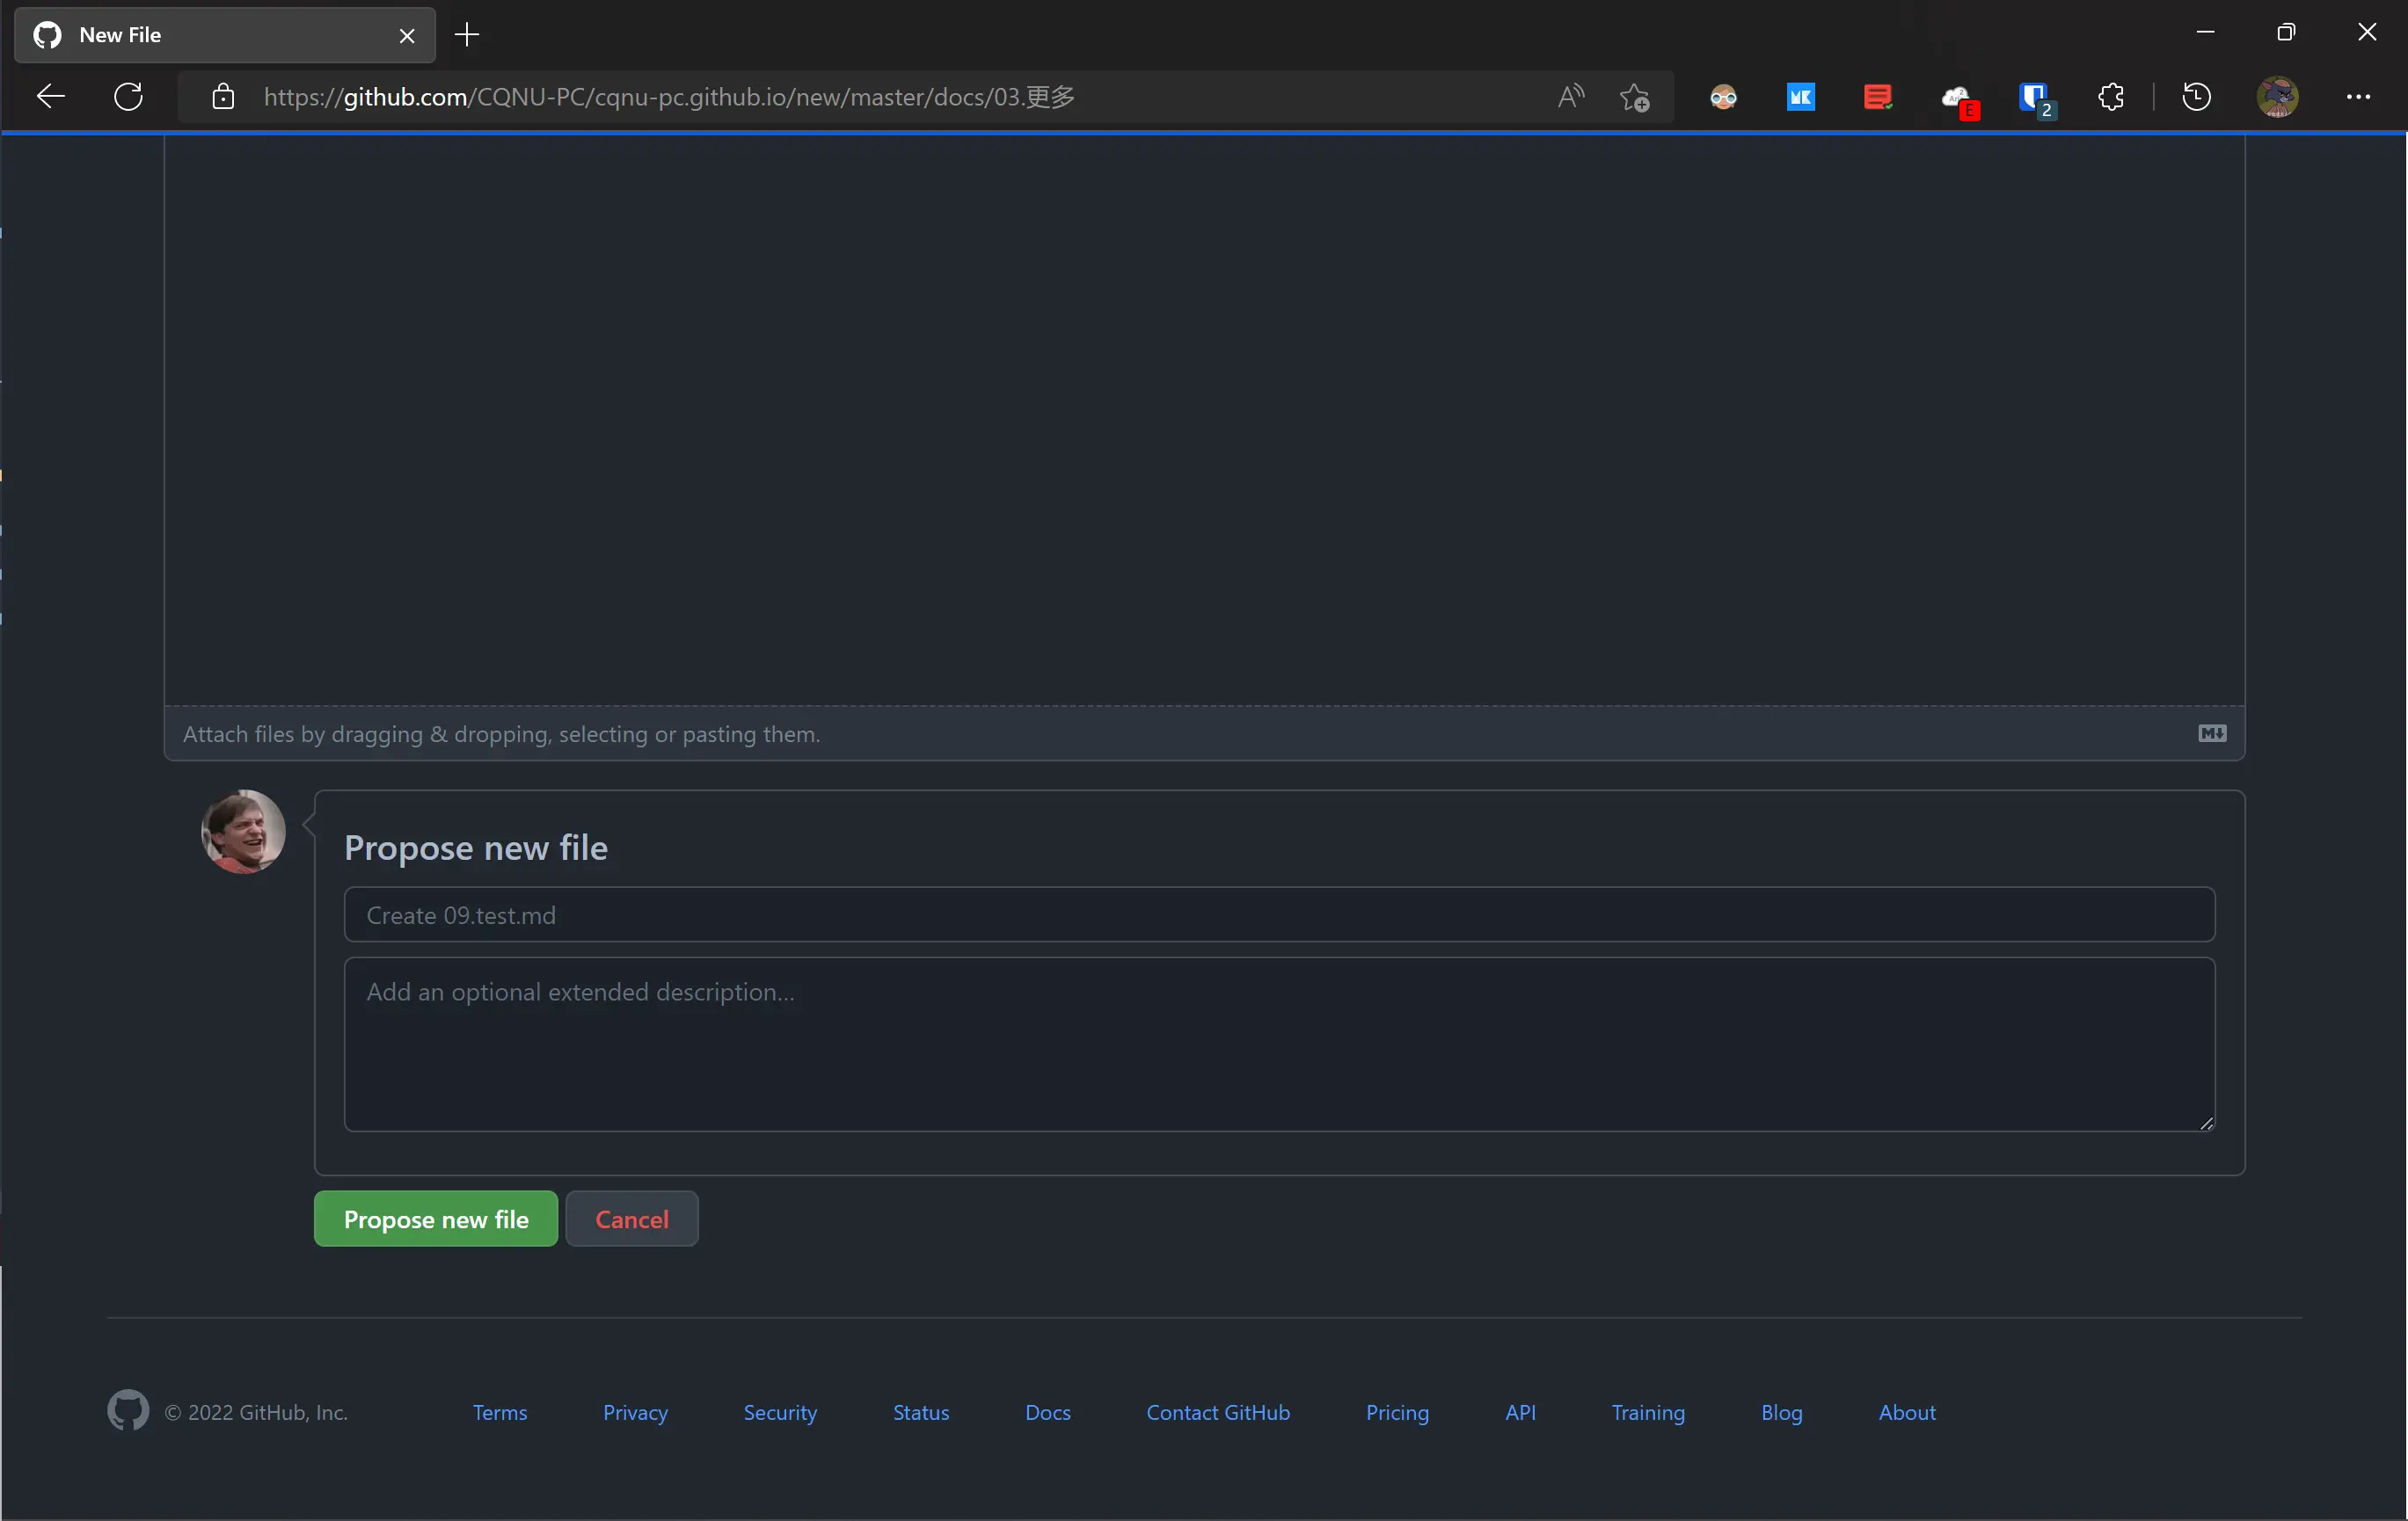 New File
https://github.com/CQNU-PC/cqnu-pc.github.io/new/master/docs/03.更多
E
2
Attach files by dragging & dropping, selecting or pasting them.
Propose new file
Create 09.test.md
Add an optional extended description...
Propose new file
Cancel
© 2022 GitHub, Inc.
Terms
Privacy
Security
Status
Docs
Contact GitHub
Pricing
API
Training
Blog
About